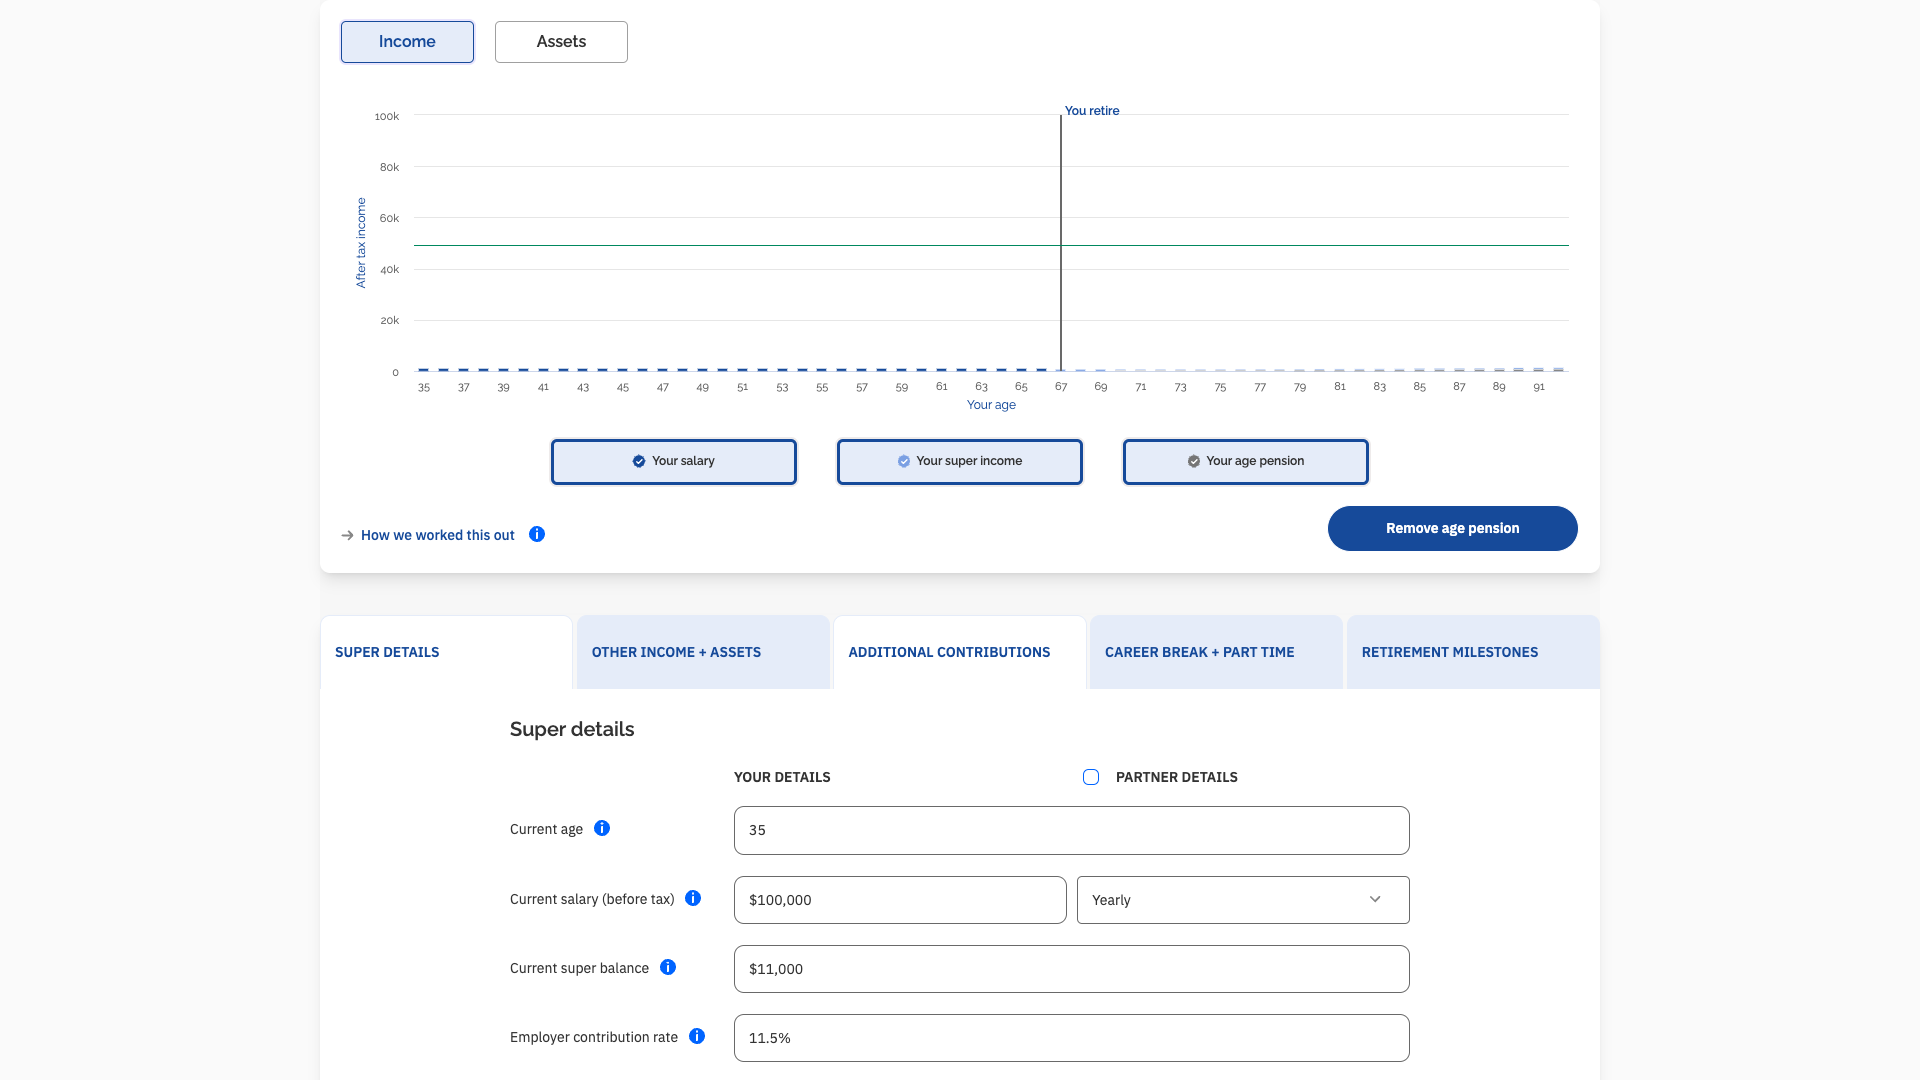 Income Assets
You retire
100k
80k
60k
40k
20k
0
After tax income
35 37 39 41 43 45 47 49 51 53 55 57 59 61 63 65 67 69 71 73 75 77 79 81 83 85 87 89 91
Your age
Your salary Your super income Your age pension
How we worked this out
Remove age pension
SUPER DETAILS OTHER INCOME + ASSETS ADDITIONAL CONTRIBUTIONS CAREER BREAK + PART TIME RETIREMENT MILESTONES
Super details
YOUR DETAILS PARTNER DETAILS
Current age 35
Current salary (before tax) $100,000 Yearly
Current super balance $11,000
Employer contribution rate 11.5%